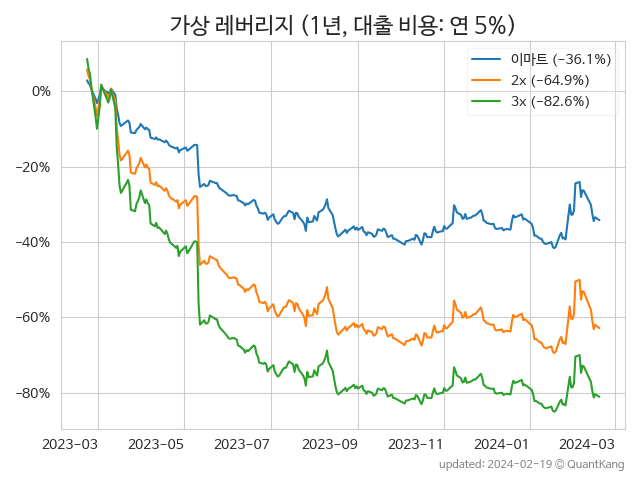 가상 레버리지 (1년, 대출 비용: 연 5%)
이마트 (−36.1%)
2x (−64.9%)
3x (−82.6%)
0%
−20%
−40%
−60%
−80%
2023-03 2023-05 2023-07 2023-09 2023-11 2024-01 2024-03
updated: 2024-02-19 © QuantKang